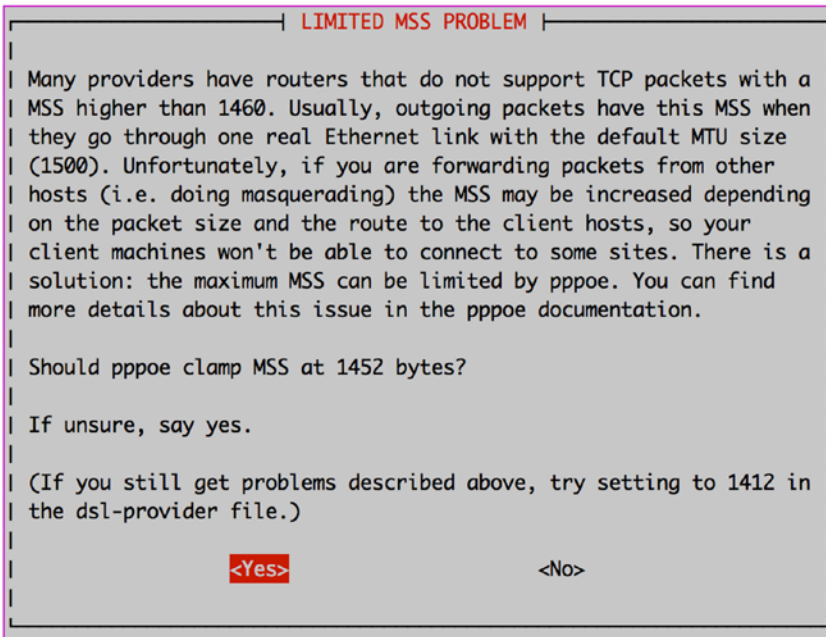 LIMITED MSS PROBLEM
Many providers have routers that do not support TCP packets with a
MSS higher than 1460. Usually, outgoing packets have this MSS when
they go through one real Ethernet link with the default MTU size
(1500). Unfortunately, if you are forwarding packets from other
hosts (i.e. doing masquerading) the MSS may be increased depending
on the packet size and the route to the client hosts, so your
client machines won't be able to connect to some sites. There is a
solution: the maximum MSS can be limited by pppoe. You can find
more details about this issue in the pppoe documentation.
Should pppoe clamp MSS at 1452 bytes?
If unsure, say yes.
(If you still get problems described above, try setting to 1412 in
the dsl-provider file.)
<Yes> <No>